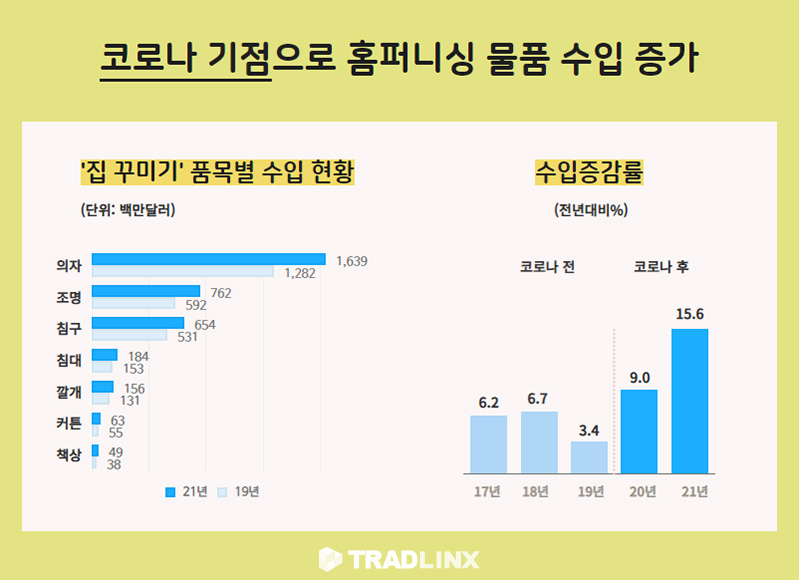 코로나 기점으로 홈퍼니싱 물품 수입 증가
'집 꾸미기' 품목별 수입 현황
(단위: 백만달러)
의자 1,639
1,282
조명 762
592
침구 654
531
침대 184
153
깔개 156
131
커튼 63
55
책상 49
38
21년 19년
수입증감률
(전년대비%)
코로나 전 코로나 후
6.2 6.7 3.4 9.0 15.6
17년 18년 19년 20년 21년
TRADLINX